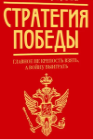 СТРАТЕГИЯ
ПОБЕДЫ
ГЛАВНОЕ НЕ КРЕПОСТЬ ВЗЯТЬ,
А ВОЙНУ ВЫИГРАТЬ